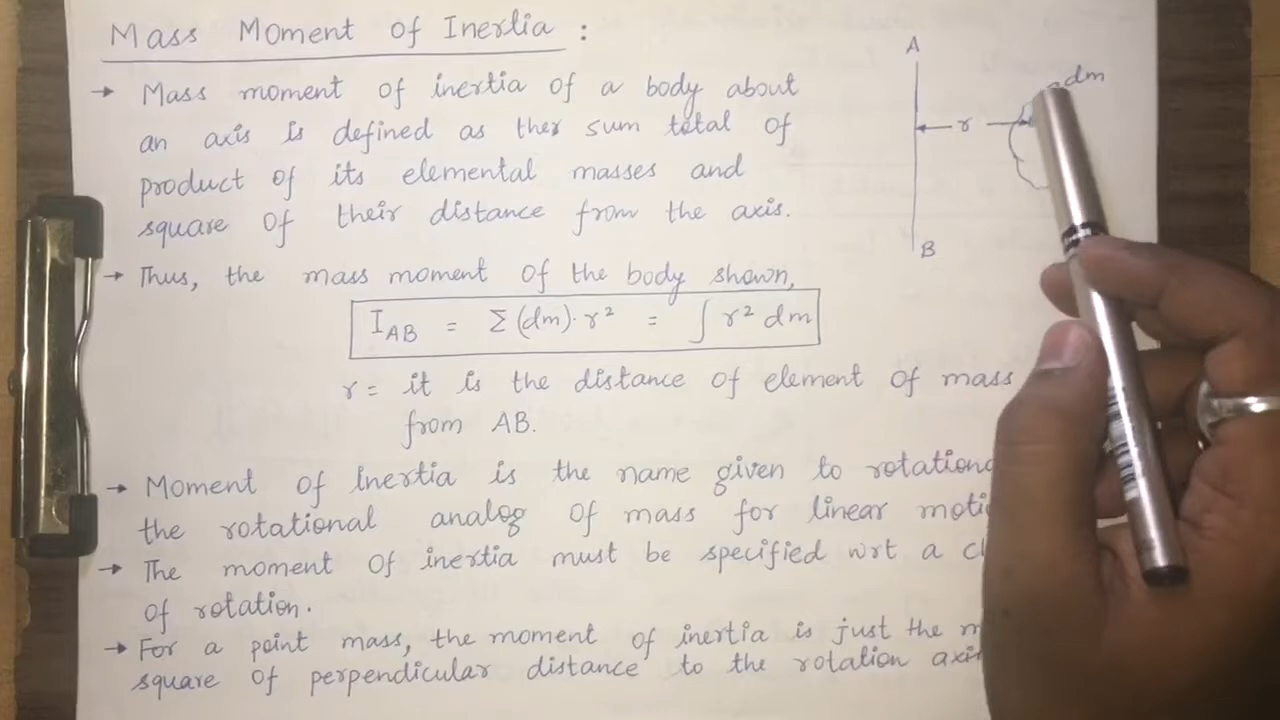 Mass Moment of Inertia :
→ Mass moment of inertia of a body about
an axis is defined as ther sum total of
product of its elemental masses and
square of their distance from the axis.
→ Thus, the mass moment of the body shown,
I_AB = Σ (dm)·r² = ∫ r² dm
r = it is the distance of element of mass
from AB.
→ Moment of Inertia is the name given to
the rotational analog of mass for linear
→ The moment of inertia must be specified wrt a
of rotation.
→ For a point mass, the moment of inertia is just the
square of perpendicular distance to the rotation
A
dm
r
B